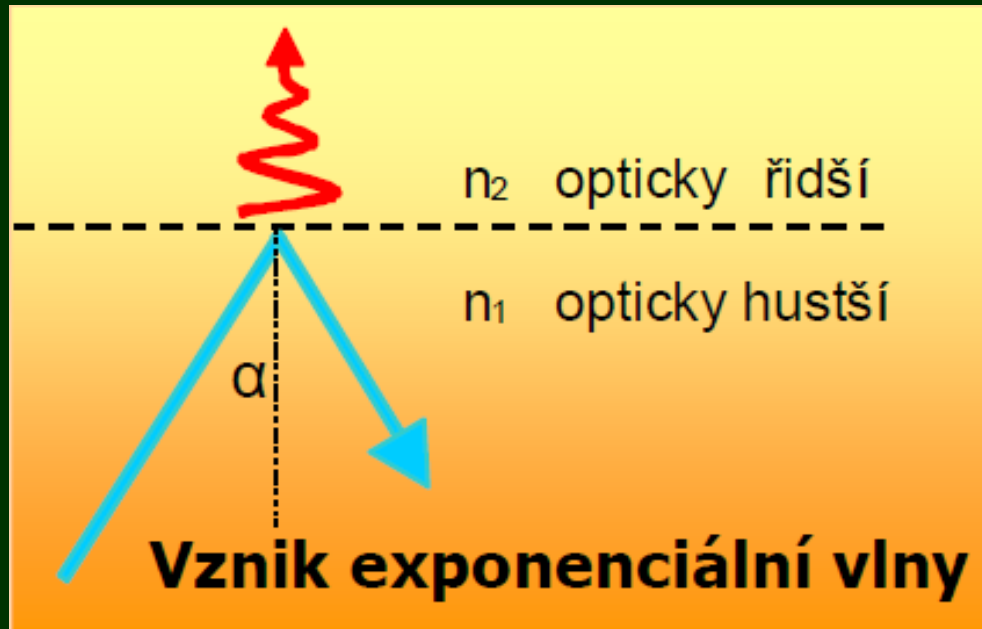 n₂ opticky řidší
n₁ opticky hustší
α
Vznik exponenciální vlny